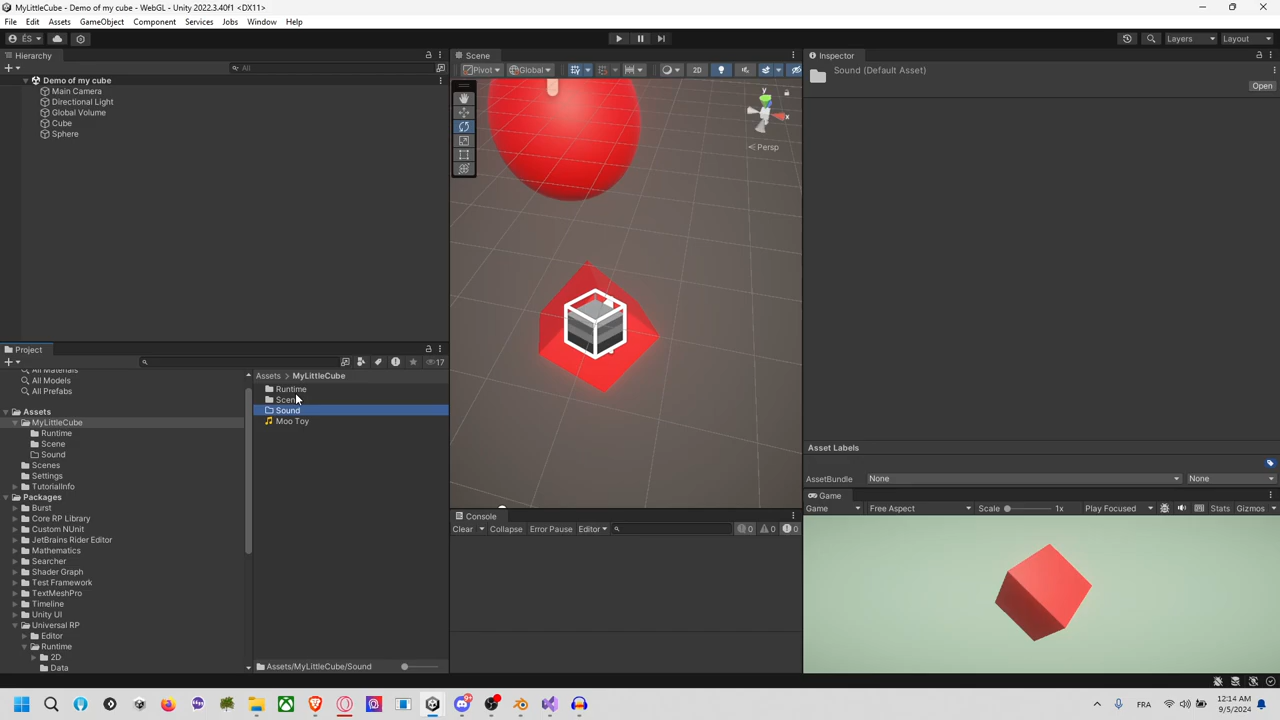 MyLittleCube - Demo of my cube - WebGL - Unity 2022.3.40f1 <DX11>
File Edit Assets GameObject Component Services Jobs Window Help
ÉS
Layers Layout
Hierarchy
All
Demo of my cube
Main Camera
Directional Light
Global Volume
Cube
Sphere
Scene
Pivot Global 2D
y
x
Persp
Inspector
Sound (Default Asset)
Open
Project
17
All Materials
All Models
All Prefabs
Assets
MyLittleCube
Runtime
Scene
Sound
Scenes
Settings
TutorialInfo
Packages
Burst
Core RP Library
Custom NUnit
JetBrains Rider Editor
Mathematics
Searcher
Shader Graph
Test Framework
TextMeshPro
Timeline
Unity UI
Universal RP
Editor
Runtime
2D
Data
Assets > MyLittleCube
Runtime
Scene
Sound
Moo Toy
Assets/MyLittleCube/Sound
Console
Clear Collapse Error Pause Editor 0 0 0
Asset Labels
AssetBundle None None
Game
Game Free Aspect Scale 1x Play Focused Stats Gizmos
FRA
12:14 AM
9/5/2024